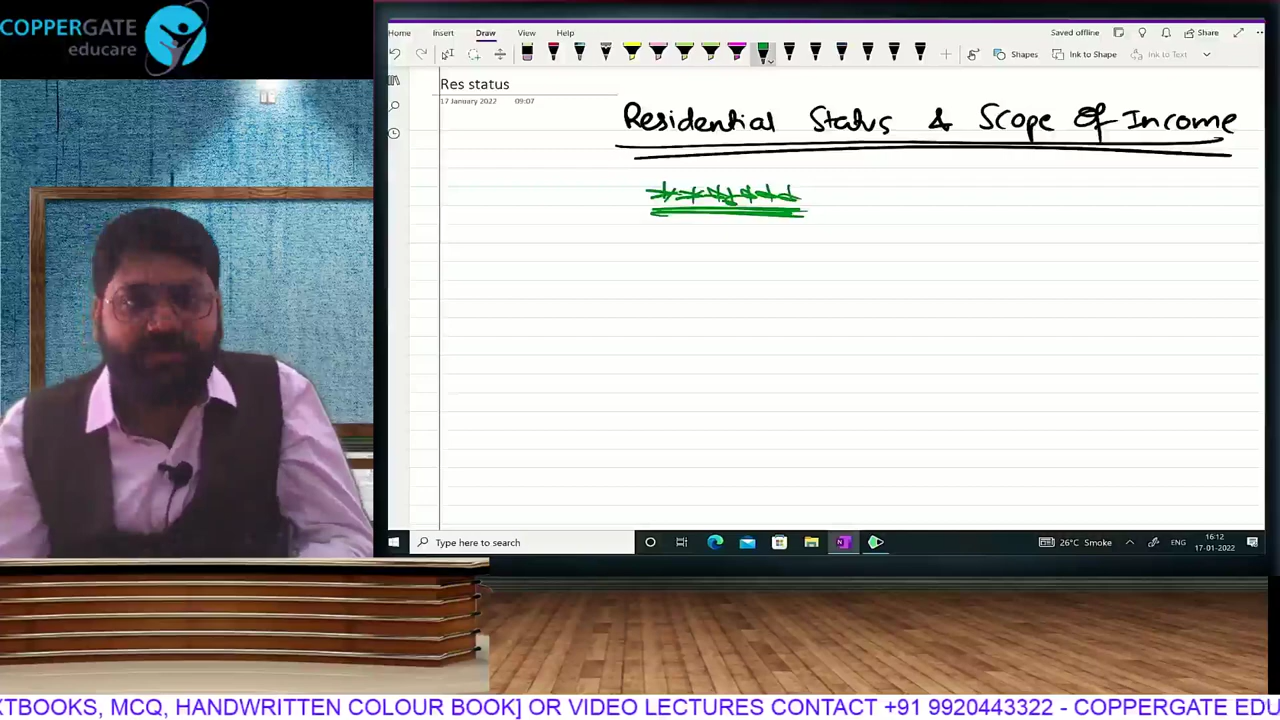 COPPERGATE
educare
Home Insert Draw View Help
Saved offline
Share
Shapes
Ink to Shape
Ink to Text
Res status
17 January 2022 09:07
Residential Status & Scope Of Income
Type here to search
26°C Smoke
ENG
16:12
17-01-2022
XTBOOKS, MCQ, HANDWRITTEN COLOUR BOOK] OR VIDEO LECTURES CONTACT +91 9920443322 - COPPERGATE EDU